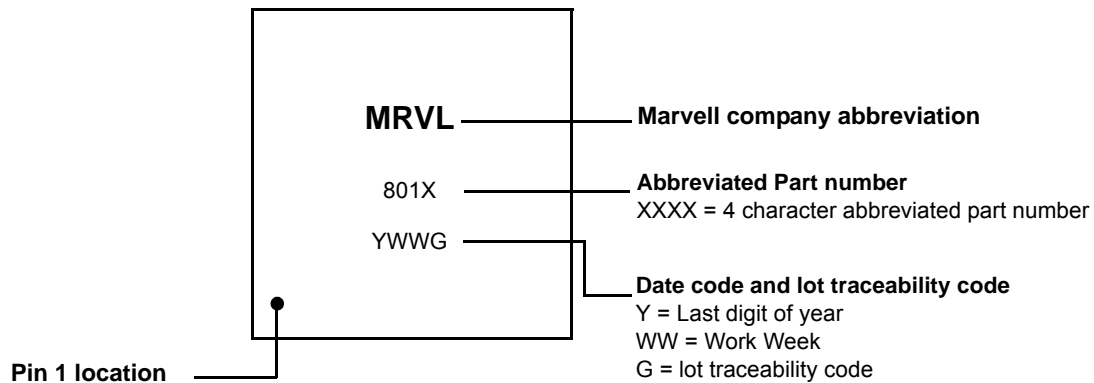 MRVL
Marvell company abbreviation
801X
Abbreviated Part number
XXXX = 4 character abbreviated part number
YWWG
Date code and lot traceability code
Y = Last digit of year
WW = Work Week
G = lot traceability code
Pin 1 location